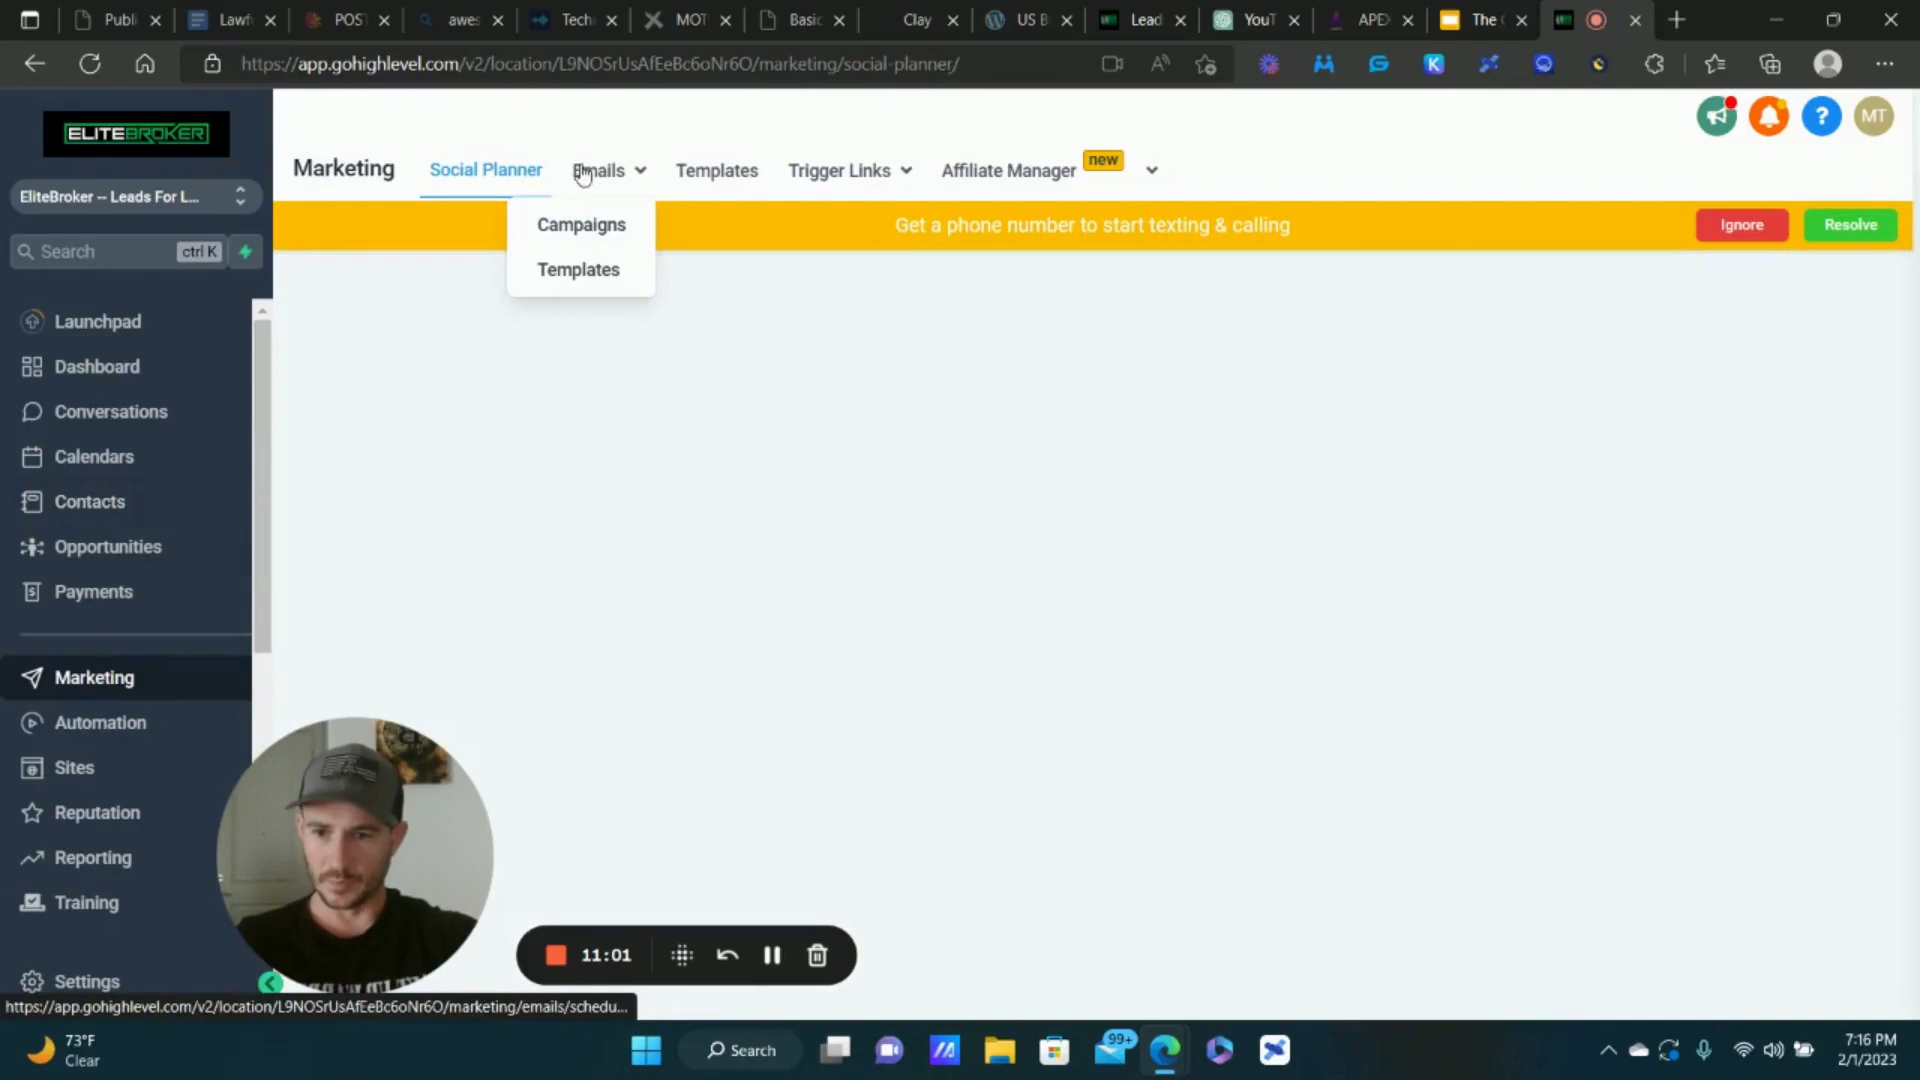 Publi
Lawf
POST
awes
Tech
MOT
Basic
Clay
US B
Lead
YouT
APEX
The
https://app.gohighlevel.com/v2/location/L9NOSrUsAfEeBc6oNr6O/marketing/social-planner/
ELITEBROKER
EliteBroker -- Leads For L...
Search
ctrl K
Launchpad
Dashboard
Conversations
Calendars
Contacts
Opportunities
Payments
Marketing
Automation
Sites
Reputation
Reporting
Training
Settings
MT
Marketing
Social Planner
Emails
Templates
Trigger Links
Affiliate Manager
new
Campaigns
Templates
Get a phone number to start texting & calling
Ignore
Resolve
11:01
https://app.gohighlevel.com/v2/location/L9NOSrUsAfEeBc6oNr6O/marketing/emails/schedu...
73°F
Clear
Search
99+
7:16 PM
2/1/2023